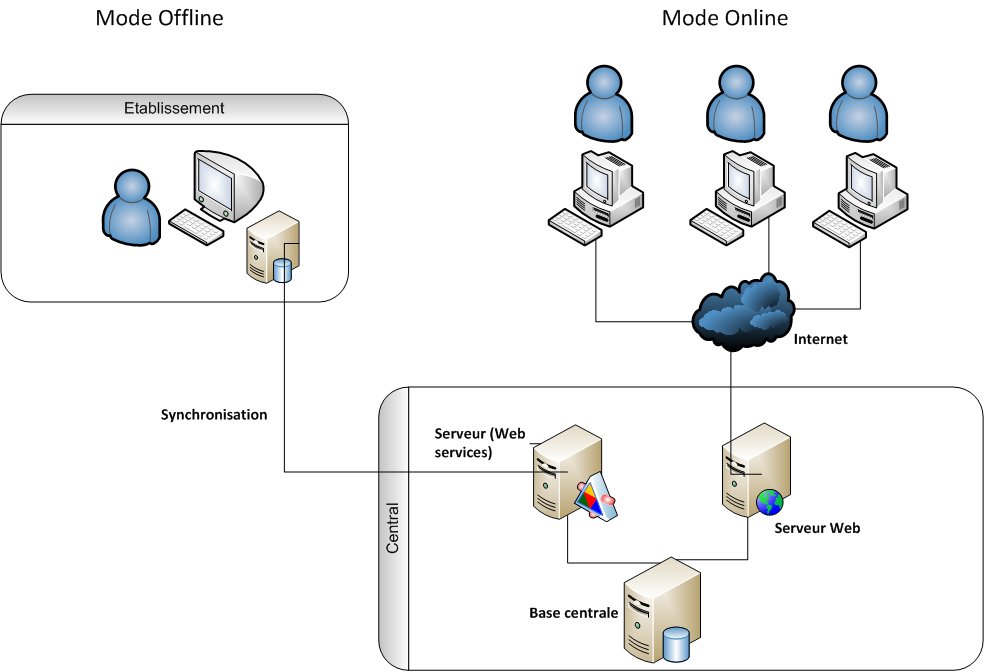 Mode Offline
Mode Online
Etablissement
Internet
Synchronisation
Serveur (Web
services)
Serveur Web
Central
Base centrale